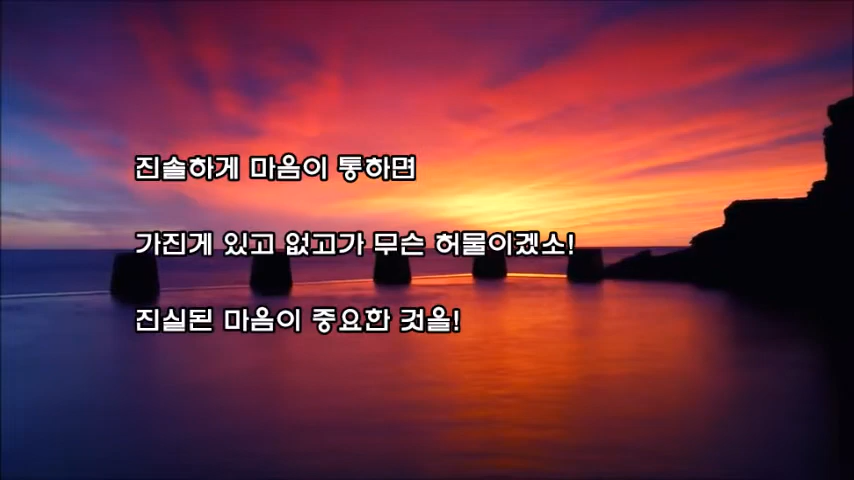 진솔하게 마음이 통하면
가진게 있고 없고가 무슨 허물이겠소!
진실된 마음이 중요한 것을!